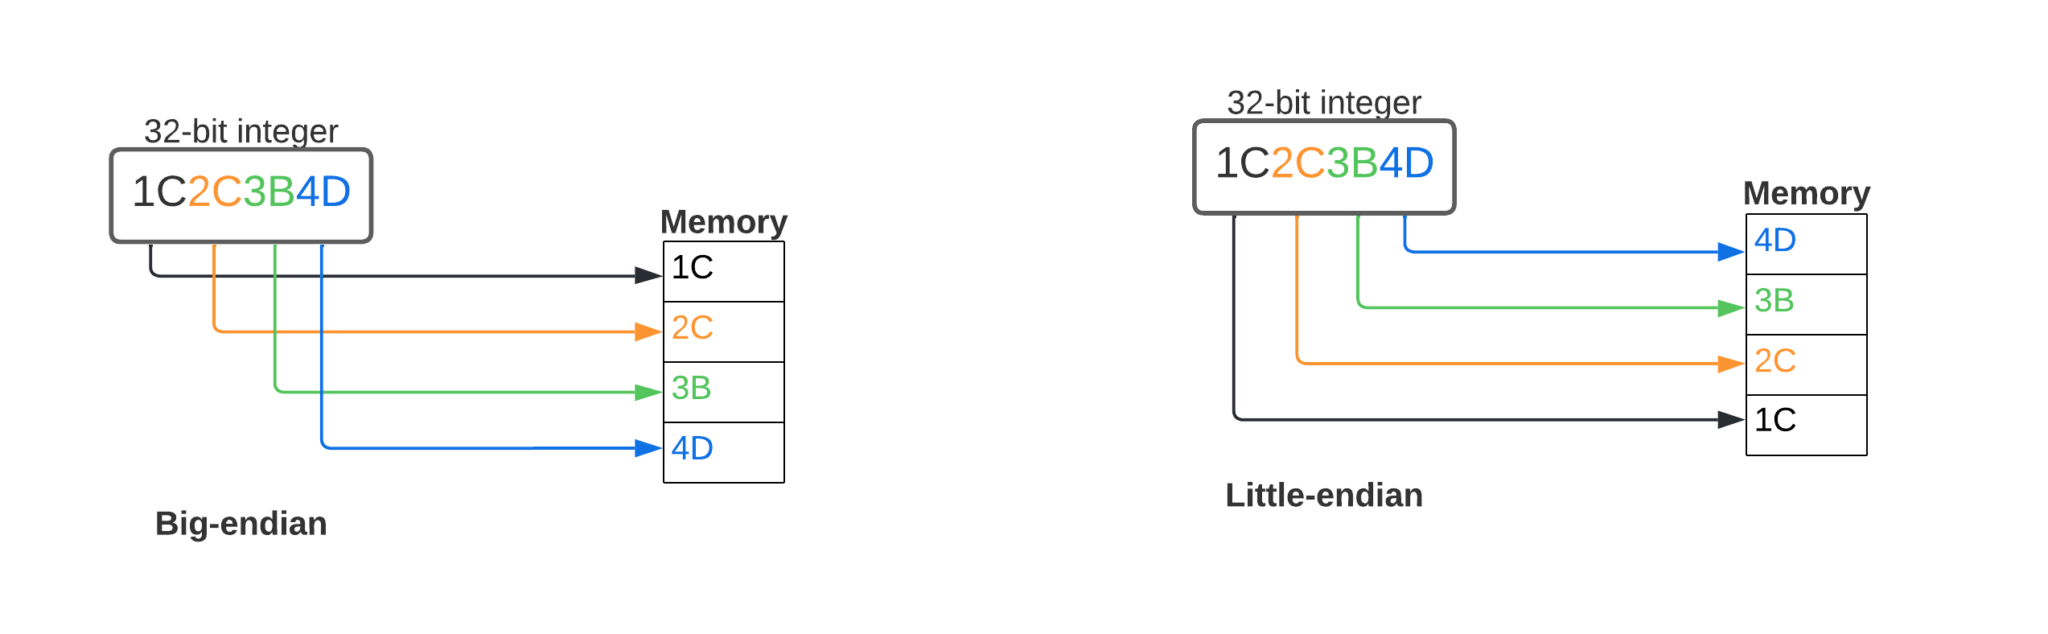 32-bit integer
1C2C3B4D
Memory
1C
2C
3B
4D
Big-endian
32-bit integer
1C2C3B4D
Memory
4D
3B
2C
1C
Little-endian